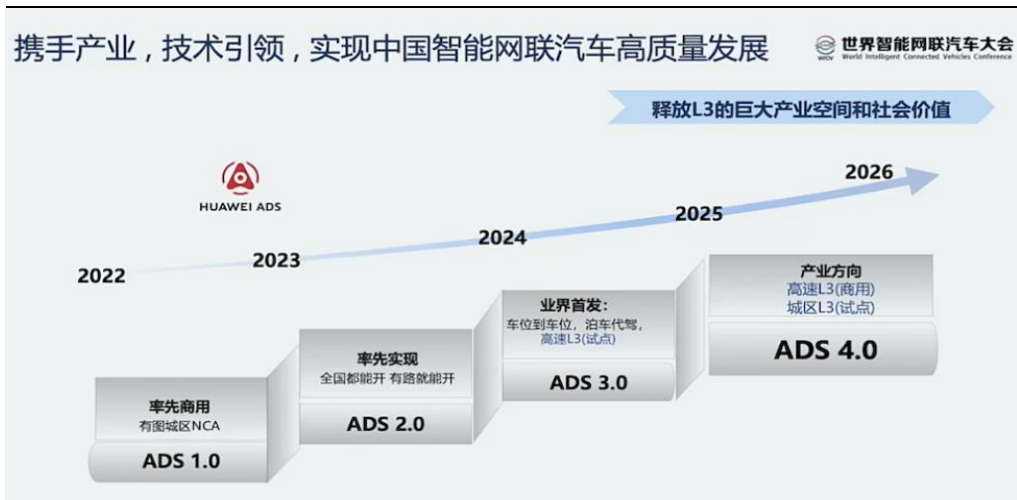 携手产业，技术引领，实现中国智能网联汽车高质量发展
世界智能网联汽车大会
WICV
World Intelligent Connected Vehicles Conference
释放L3的巨大产业空间和社会价值
HUAWEI ADS
2022
2023
2024
2025
2026
率先商用
有图城区NCA
ADS 1.0
率先实现
全国都能开 有路就能开
ADS 2.0
业界首发：
车位到车位，泊车代驾，
高速L3(试点)
ADS 3.0
产业方向
高速L3(商用)
城区L3(试点)
ADS 4.0